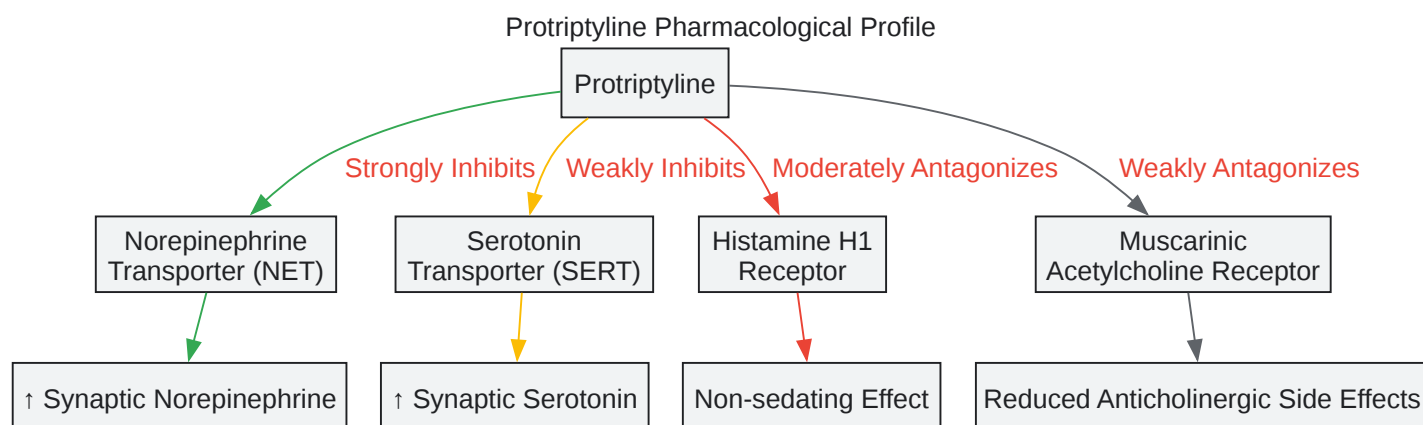 Protriptyline Pharmacological Profile
Protriptyline
Strongly Inhibits
Weakly Inhibits
Moderately Antagonizes
Weakly Antagonizes
Norepinephrine
Transporter (NET)
Serotonin
Transporter (SERT)
Histamine H1
Receptor
Muscarinic
Acetylcholine Receptor
↑ Synaptic Norepinephrine
↑ Synaptic Serotonin
Non-sedating Effect
Reduced Anticholinergic Side Effects